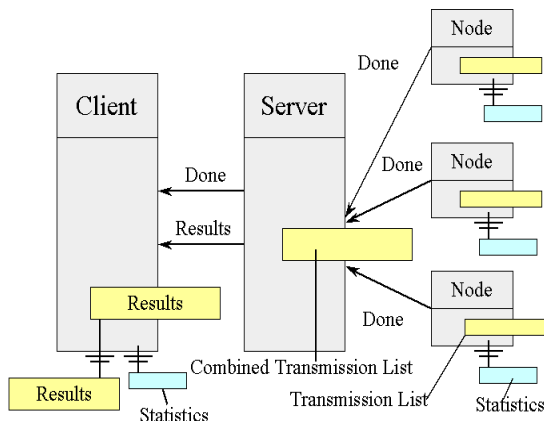 Node
Done
Client
Server
Node
Done
Done
Results
Node
Results
Done
Combined Transmission List
Results
Transmission List
Statistics
Statistics